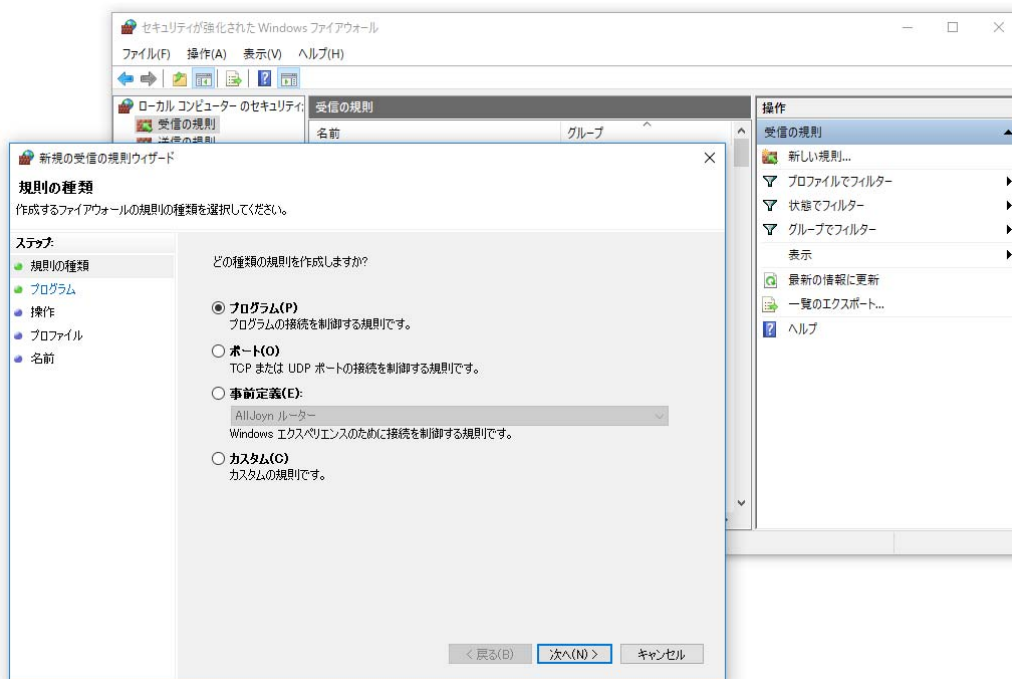 セキュリティが強化された Windows ファイアウォール
ファイル(F) 操作(A) 表示(V) ヘルプ(H)
ローカル コンピューター のセキュリティ
受信の規則
送信の規則
受信の規則
名前 グループ
操作
受信の規則
新しい規則...
プロファイルでフィルター
状態でフィルター
グループでフィルター
表示
最新の情報に更新
一覧のエクスポート...
ヘルプ
新規の受信の規則ウィザード
規則の種類
作成するファイアウォールの規則の種類を選択してください。
ステップ:
規則の種類
プログラム
操作
プロファイル
名前
どの種類の規則を作成しますか?
プログラム(P)
プログラムの接続を制御する規則です。
ポート(O)
TCP または UDP ポートの接続を制御する規則です。
事前定義(E):
AllJoyn ルーター
Windows エクスペリエンスのために接続を制御する規則です。
カスタム(C)
カスタムの規則です。
< 戻る(B) 次へ(N) > キャンセル